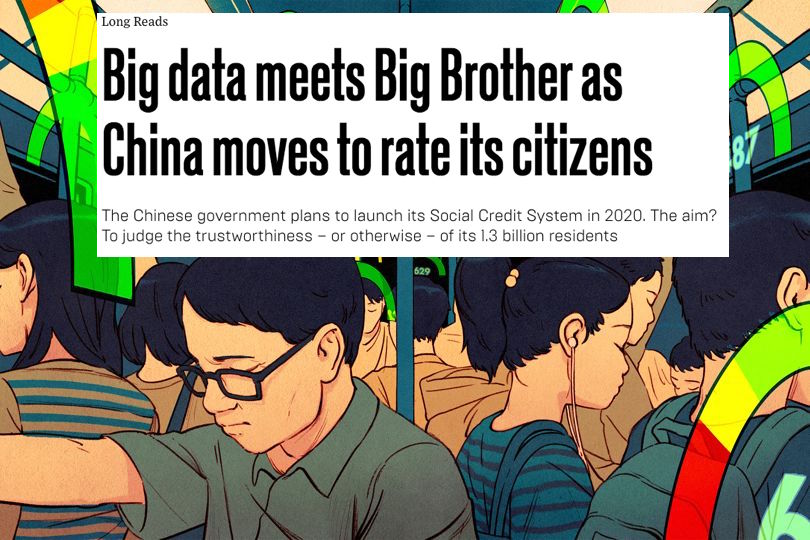 Long Reads
Big data meets Big Brother as
China moves to rate its citizens
The Chinese government plans to launch its Social Credit System in 2020. The aim?
To judge the trustworthiness – or otherwise – of its 1.3 billion residents
87
629
6